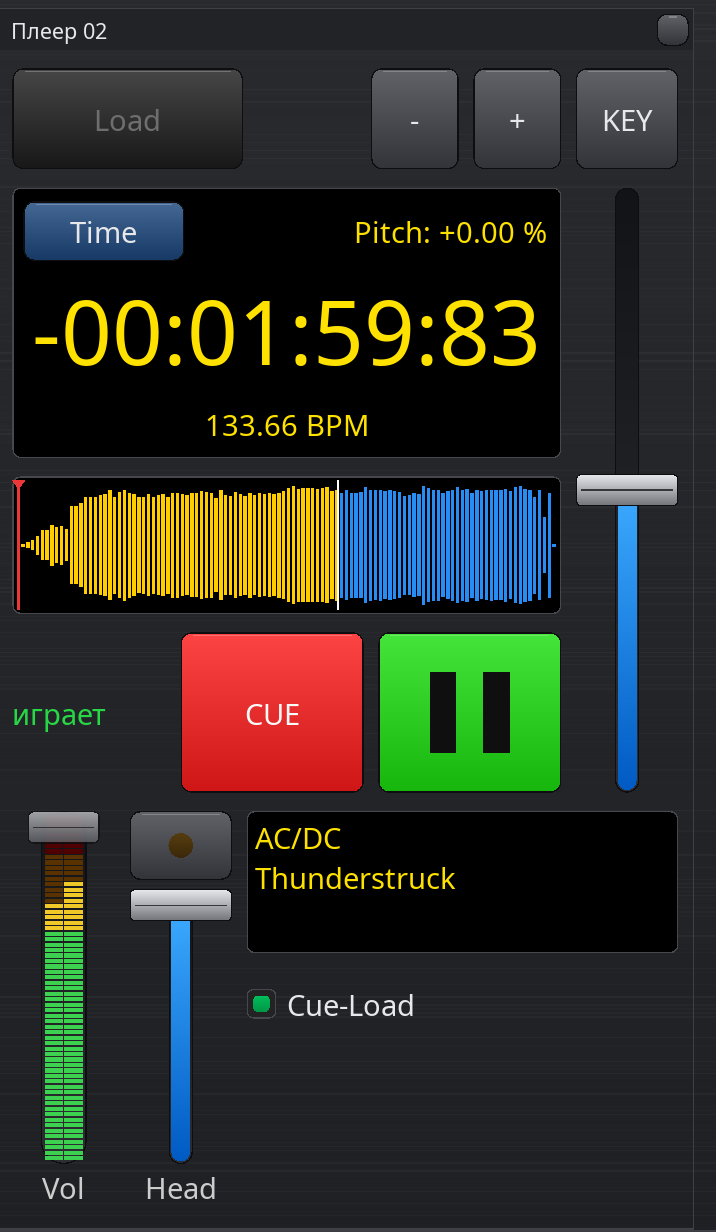 Плеер 02
Load
-
+
KEY
Time
Pitch: +0.00 %
-00:01:59:83
133.66 BPM
играет
CUE
AC/DC
Thunderstruck
Cue-Load
Vol
Head